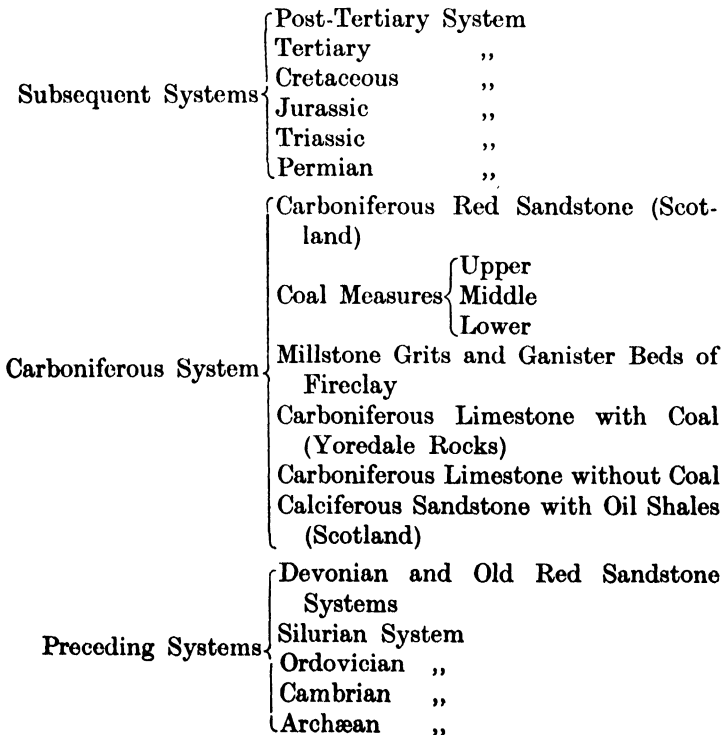 Post-Tertiary System
Tertiary ,,
Cretaceous ,,
Subsequent Systems
Jurassic ,,
Triassic ,,
Permian ,,
Carboniferous Red Sandstone (Scot-
land)
Upper
Coal Measures Middle
Lower
Millstone Grits and Ganister Beds of
Carboniferous System
Fireclay
Carboniferous Limestone with Coal
(Yoredale Rocks)
Carboniferous Limestone without Coal
Calciferous Sandstone with Oil Shales
(Scotland)
Devonian and Old Red Sandstone
Systems
Preceding Systems
Silurian System
Ordovician ,,
Cambrian ,,
Archæan ,,